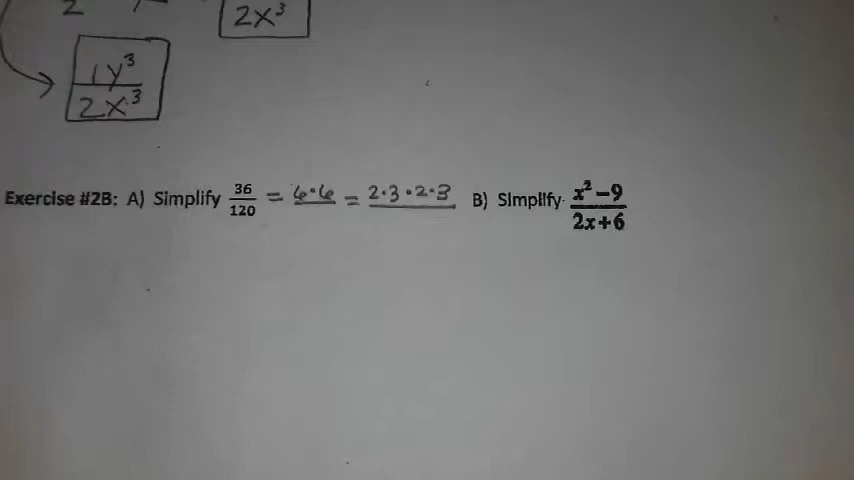 2
2x³
1y³
2x³
Exercise #2B: A) Simplify 36/120 = 6·6 = 2·3·2·3 B) Simplify x²-9/2x+6